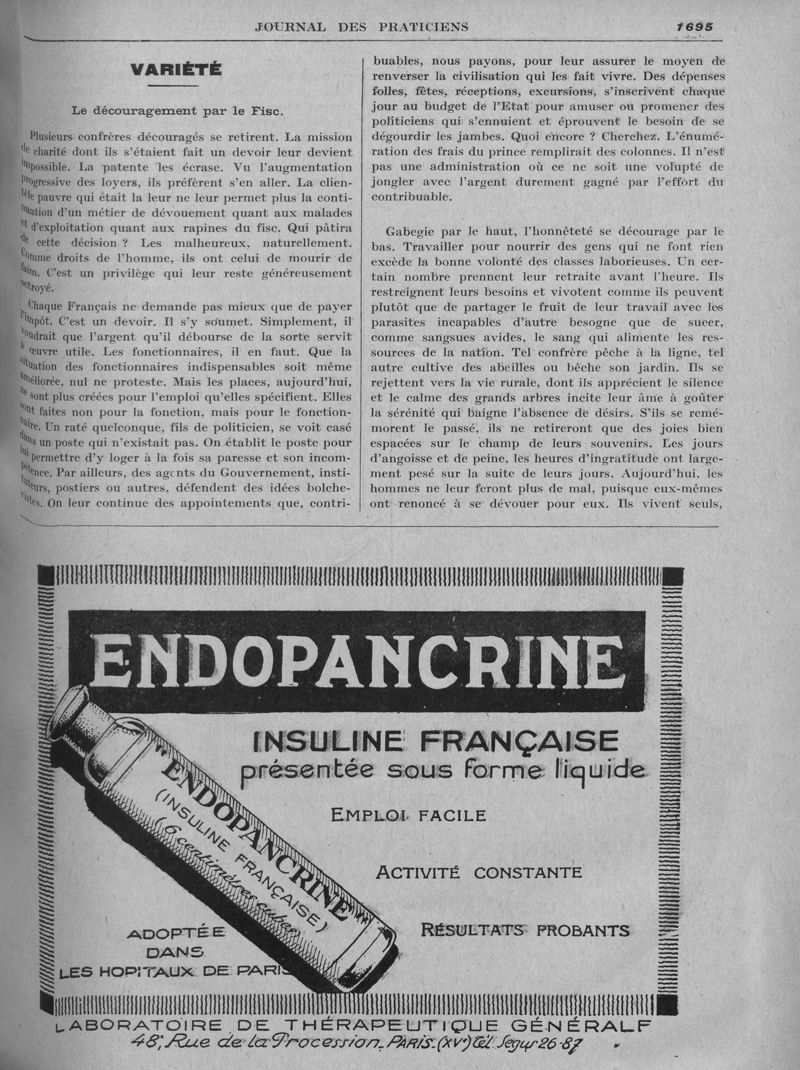 JOURNAL DES PRATICIENS
1695
VARIÉTÉ
Le découragement par le Fisc.
Plusieurs confrères découragés se retirent. La mission
de charité dont ils s'étaient fait un devoir leur devient
impossible. La patente les écrase. Vu l'augmentation
progressive des loyers, ils préfèrent s'en aller. La clien-
tèle pauvre qui était la leur ne leur permet plus la conti-
nuation d'un métier de dévouement quant aux malades
et d'exploitation quant aux rapines du fisc. Qui pâtira
de cette décision ? Les malheureux, naturellement.
Comme droits de l'homme, ils ont celui de mourir de
faim. C'est un privilège qui leur reste généreusement
octroyé.
Chaque Français ne demande pas mieux que de payer
l'impôt. C'est un devoir. Il s'y soumet. Simplement, il
voudrait que l'argent qu'il débourse de la sorte servit
à œuvre utile. Les fonctionnaires, il en faut. Que la
situation des fonctionnaires indispensables soit même
améliorée, nul ne proteste. Mais les places, aujourd'hui,
ne sont plus créées pour l'emploi qu'elles spécifient. Elles
sont faites non pour la fonction, mais pour le fonction-
naire. Un raté quelconque, fils de politicien, se voit casé
dans un poste qui n'existait pas. On établit le poste pour
lui permettre d'y loger à la fois sa paresse et son incom-
pétence. Par ailleurs, des agents du Gouvernement, insti-
tuteurs, postiers ou autres, défendent des idées bolche-
vistes. On leur continue des appointements que, contri-
buables, nous payons, pour leur assurer le moyen de
renverser la civilisation qui les fait vivre. Des dépenses
folles, fêtes, réceptions, excursions, s'inscrivent chaque
jour au budget de l'Etat pour amuser ou promener des
politiciens qui s'ennuient et éprouvent le besoin de se
dégourdir les jambes. Quoi encore ? Cherchez. L'énumé-
ration des frais du prince remplirait des colonnes. Il n'est
pas une administration où ce ne soit une volupté de
jongler avec l'argent durement gagné par l'effort du
contribuable.
Gabegie par le haut, l'honnêteté se décourage par le
bas. Travailler pour nourrir des gens qui ne font rien
excède la bonne volonté des classes laborieuses. Un cer-
tain nombre prennent leur retraite avant l'heure. Ils
restreignent leurs besoins et vivotent comme ils peuvent
plutôt que de partager le fruit de leur travail avec les
parasites incapables d'autre besogne que de sucer,
comme sangsues avides, le sang qui alimente les res-
sources de la nation. Tel confrère pêche à la ligne, tel
autre cultive des abeilles ou bêche son jardin. Ils se
rejettent vers la vie rurale, dont ils apprécient le silence
et le calme des grands arbres incite leur âme à goûter
la sérénité qui baigne l'absence de désirs. S'ils se remé-
morent le passé, ils ne retireront que des joies bien
espacées sur le champ de leurs souvenirs. Les jours
d'angoisse et de peine, les heures d'ingratitude ont large-
ment pesé sur la suite de leurs jours. Aujourd'hui, les
hommes ne leur feront plus de mal, puisque eux-mêmes
ont renoncé à se dévouer pour eux. Ils vivent seuls,
ENDOPANCRINE
INSULINE FRANÇAISE
présentée sous forme liquide
EMPLOI FACILE
ACTIVITÉ CONSTANTE
RÉSULTATS PROBANTS
"ENDOPANCRINE"
(INSULINE FRANÇAISE)
(6 centimètres cubes)
ADOPTÉE
DANS
LES HOPITAUX DE PARIS
LABORATOIRE DE THÉRAPEUTIQUE GÉNÉRALE
48, Rue de la Procession. PARIS. (XVe) Tél. Ségur 26-87